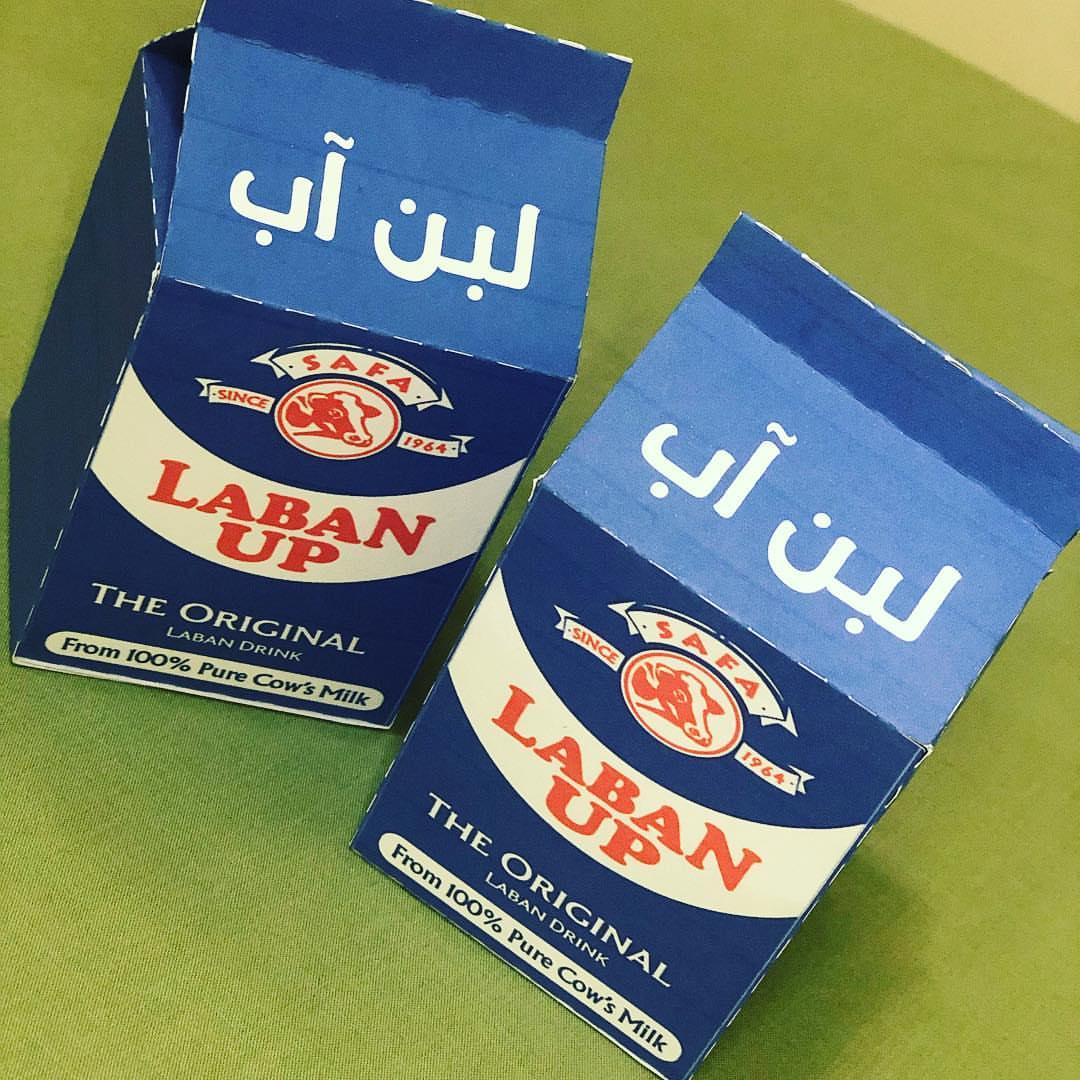 لبن آب
SAFA
SINCE
1964
LABAN
UP
THE ORIGINAL
LABAN DRINK
From 100% Pure Cow's Milk
لبن آب
SAFA
SINCE
1964
LABAN
UP
THE ORIGINAL
LABAN DRINK
From 100% Pure Cow's Milk